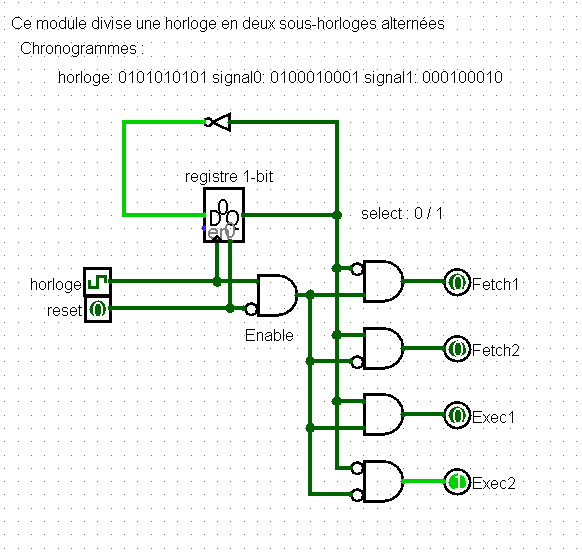 Ce module divise une horloge en deux sous-horloges alternées
Chronogrammes :
horloge: 0101010101 signal0: 0100010001 signal1: 000100010
registre 1-bit
0
D Q
en 0
select : 0 / 1
horloge
reset 0
Enable
0 Fetch1
0 Fetch2
0 Exec1
1 Exec2